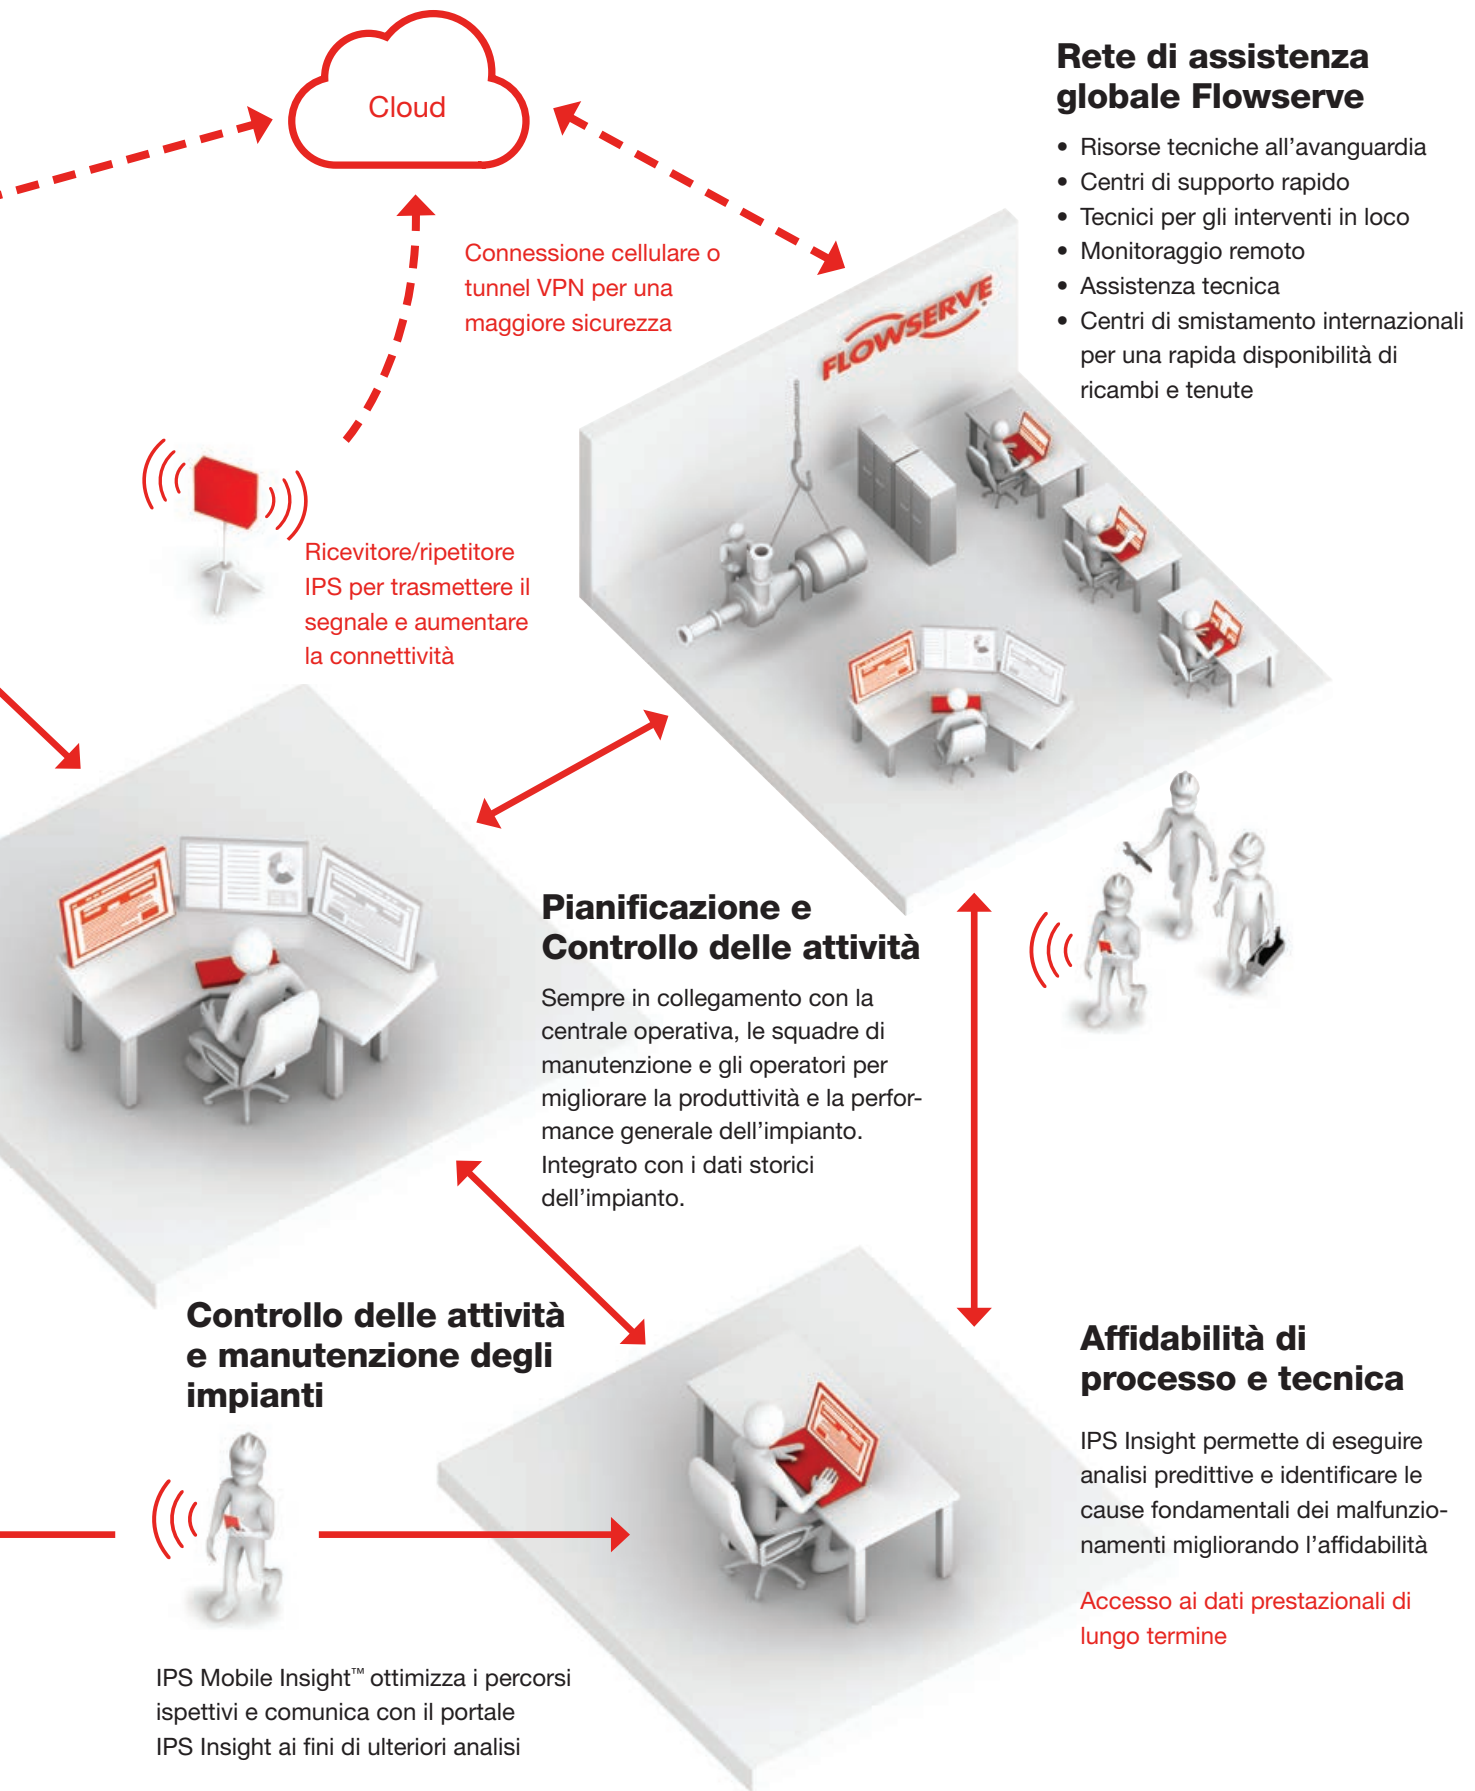 Cloud
Rete di assistenza
globale Flowserve
• Risorse tecniche all'avanguardia
• Centri di supporto rapido
• Tecnici per gli interventi in loco
• Monitoraggio remoto
• Assistenza tecnica
• Centri di smistamento internazionali
per una rapida disponibilità di
ricambi e tenute
Connessione cellulare o
tunnel VPN per una
maggiore sicurezza
FLOWSERVE
Ricevitore/ripetitore
IPS per trasmettere il
segnale e aumentare
la connettività
Pianificazione e
Controllo delle attività
Sempre in collegamento con la
centrale operativa, le squadre di
manutenzione e gli operatori per
migliorare la produttività e la perfor-
mance generale dell'impianto.
Integrato con i dati storici
dell'impianto.
Controllo delle attività
e manutenzione degli
impianti
IPS Mobile Insight™ ottimizza i percorsi
ispettivi e comunica con il portale
IPS Insight ai fini di ulteriori analisi
Affidabilità di
processo e tecnica
IPS Insight permette di eseguire
analisi predittive e identificare le
cause fondamentali dei malfunzio-
namenti migliorando l'affidabilità
Accesso ai dati prestazionali di
lungo termine